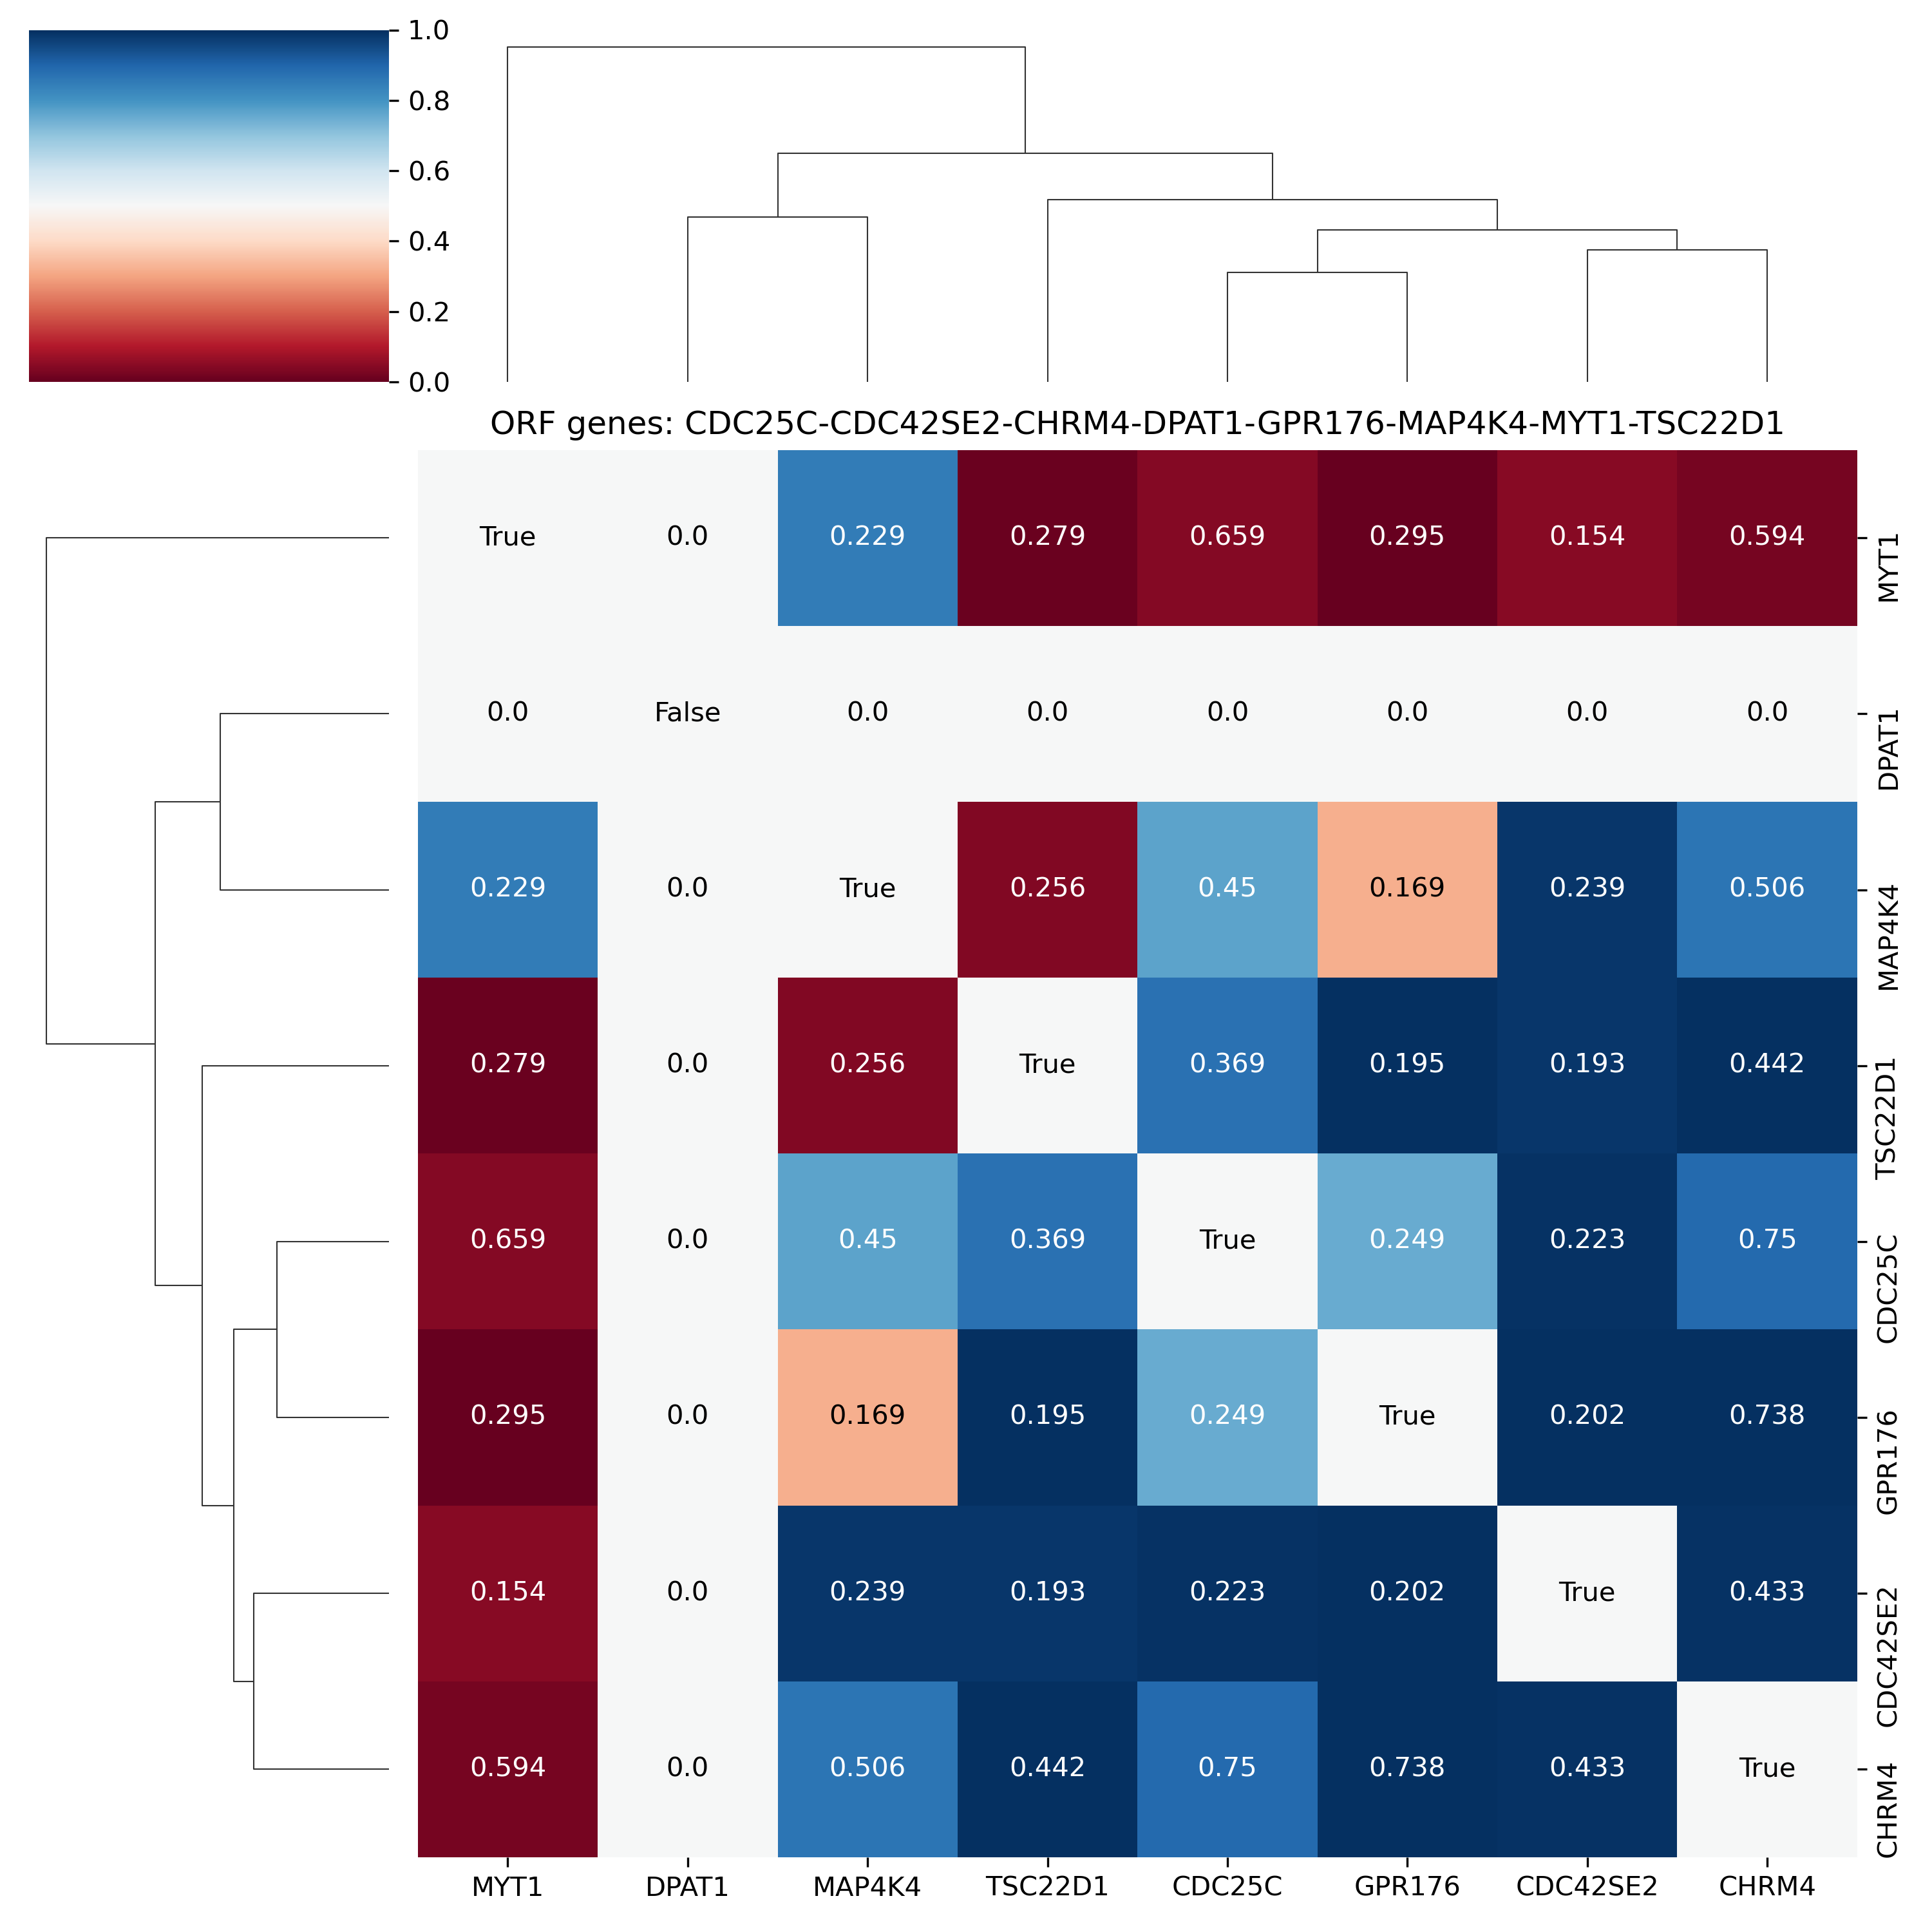 1.0
0.8
0.6
0.4
0.2
0.0
ORF genes: CDC25C-CDC42SE2-CHRM4-DPAT1-GPR176-MAP4K4-MYT1-TSC22D1
True 0.0 0.229 0.279 0.659 0.295 0.154 0.594 MYT1
0.0 False 0.0 0.0 0.0 0.0 0.0 0.0 DPAT1
0.229 0.0 True 0.256 0.45 0.169 0.239 0.506 MAP4K4
0.279 0.0 0.256 True 0.369 0.195 0.193 0.442 TSC22D1
0.659 0.0 0.45 0.369 True 0.249 0.223 0.75 CDC25C
0.295 0.0 0.169 0.195 0.249 True 0.202 0.738 GPR176
0.154 0.0 0.239 0.193 0.223 0.202 True 0.433 CDC42SE2
0.594 0.0 0.506 0.442 0.75 0.738 0.433 True CHRM4
MYT1 DPAT1 MAP4K4 TSC22D1 CDC25C GPR176 CDC42SE2 CHRM4